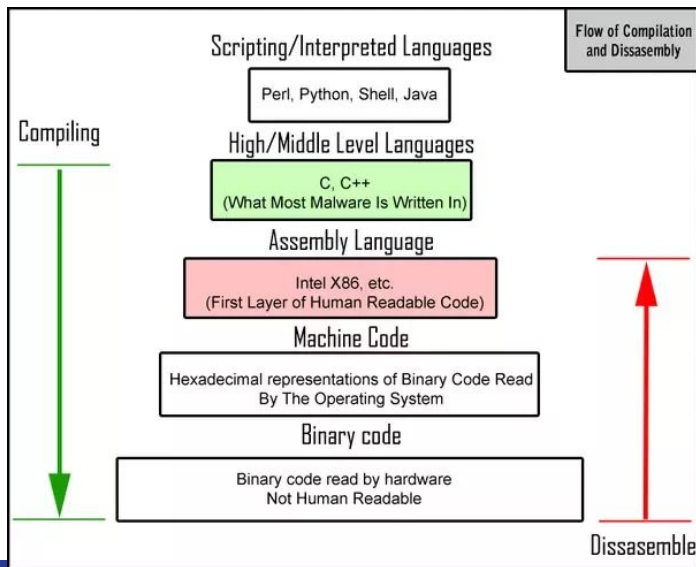 Flow of Compilation
and Dissasembly
Scripting/Interpreted Languages
Perl, Python, Shell, Java
Compiling
High/Middle Level Languages
C, C++
(What Most Malware Is Written In)
Assembly Language
Intel X86, etc.
(First Layer of Human Readable Code)
Machine Code
Hexadecimal representations of Binary Code Read
By The Operating System
Binary code
Binary code read by hardware
Not Human Readable
Dissasemble